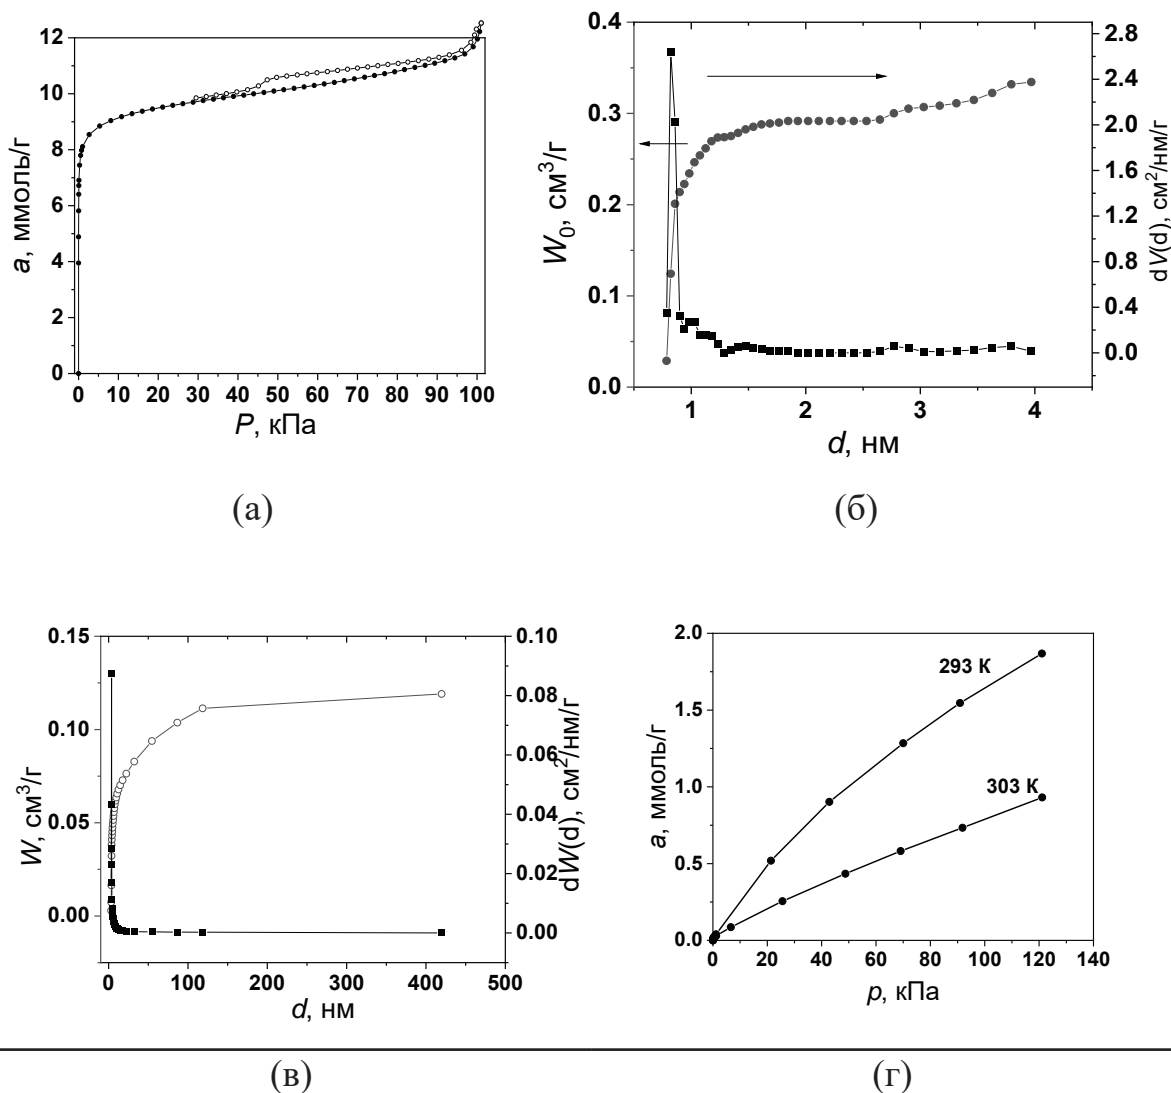 a, ммоль/г
12
10
8
6
4
2
0
0 10 20 30 40 50 60 70 80 90 100
P, кПа
(а)
W0, см³/г
0.4
0.3
0.2
0.1
0.0
1 2 3 4
d, нм
2.8
2.4
2.0
1.6
1.2
0.8
0.4
0.0
dV(d), см²/нм/г
(б)
W, см³/г
0.15
0.10
0.05
0.00
0 100 200 300 400 500
d, нм
0.10
0.08
0.06
0.04
0.02
0.00
dW(d), см²/нм/г
(в)
a, ммоль/г
2.0
1.5
1.0
0.5
0.0
293 К
303 К
0 20 40 60 80 100 120 140
p, кПа
(г)